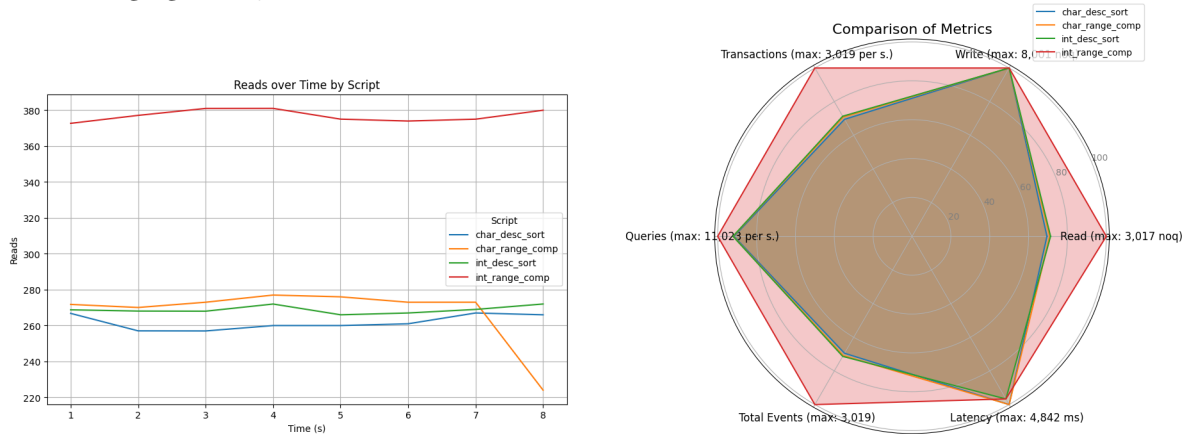 Reads over Time by Script
Reads
380
360
340
320
300
280
260
240
220
Script
char_desc_sort
char_range_comp
int_desc_sort
int_range_comp
1 2 3 4 5 6 7 8
Time (s)
char_desc_sort
char_range_comp
int_desc_sort
int_range_comp
Comparison of Metrics
Transactions (max: 3,019 per s.)
Write (max: 8,
100
80
60
40
20
Queries (max: 11,023 per s.)
Read (max: 3,017 noq)
Total Events (max: 3,019)
Latency (max: 4,842 ms)